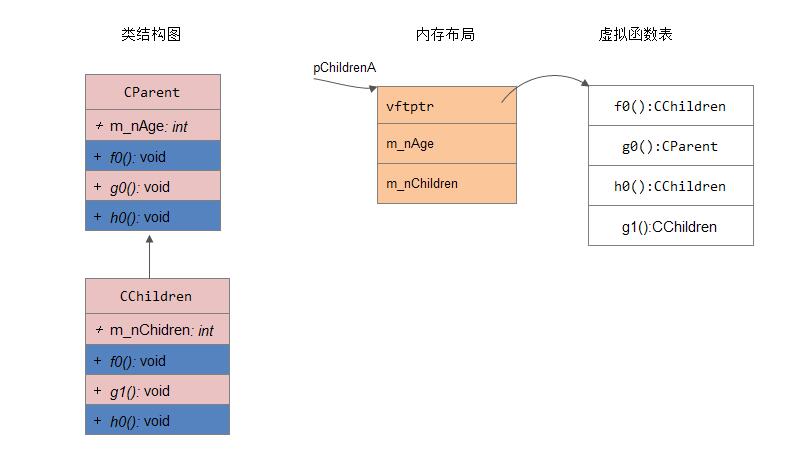 类结构图
内存布局
虚拟函数表
CParent
+ m_nAge: int
+ f0(): void
+ g0(): void
+ h0(): void
CChildren
+ m_nChidren: int
+ f0(): void
+ g1(): void
+ h0(): void
pChildrenA
vftptr
m_nAge
m_nChildren
f0():CChildren
g0():CParent
h0():CChildren
g1():CChildren